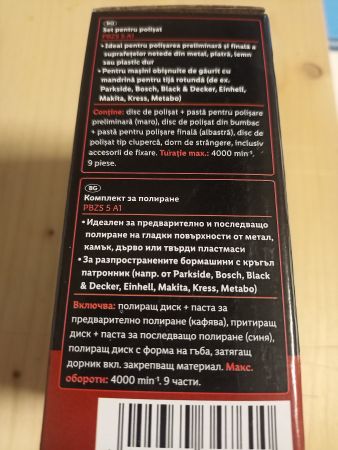 RO
Set pentru polișat
PBZS 5 A1
• Ideal pentru polișarea preliminară și finală a
suprafețelor netede din metal, piatră, lemn
sau plastic dur
• Pentru mașini obișnuite de găurit cu
mandrină pentru tijă rotundă (de ex.
Parkside, Bosch, Black & Decker, Einhell,
Makita, Kress, Metabo)
Conține: disc de polișat + pastă pentru polișare
preliminară (maro), disc de polișat din bumbac
+ pastă pentru polișare finală (albastră), disc de
polișat tip ciupercă, dorn de strângere, inclusiv
accesorii de fixare. Turație max.: 4000 min⁻¹.
9 piese.
BG
Комплект за полиране
PBZS 5 A1
• Идеален за предварително и последващо
полиране на гладки повърхности от метал,
камък, дърво или твърди пластмаси
• За разпространените бормашини с кръгъл
патронник (напр. от Parkside, Bosch, Black
& Decker, Einhell, Makita, Kress, Metabo)
Включва: полиращ диск + паста за
предварително полиране (кафява), притиращ
диск + паста за последващо полиране (синя),
полиращ диск с форма на гъба, затягащ
дорник вкл. закрепващ материал. Макс.
обороти: 4000 min⁻¹. 9 части.